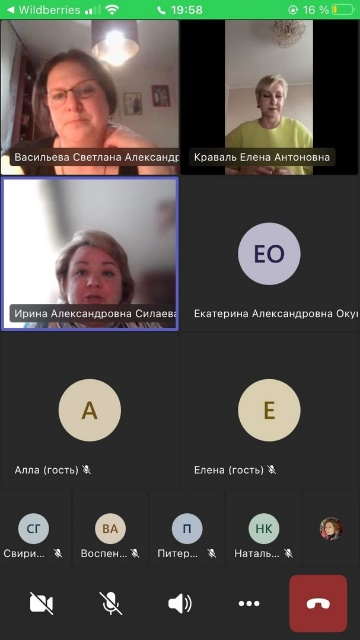 ◀ Wildberries 19:58 16 %
Васильева Светлана Александр
Краваль Елена Антоновна
Ирина Александровна Силаева
ЕО
Екатерина Александровна Оку
А
Е
Алла (гость)
Елена (гость)
СГ
ВА
П
НК
Свири...
Воспен...
Питер...
Наталь...